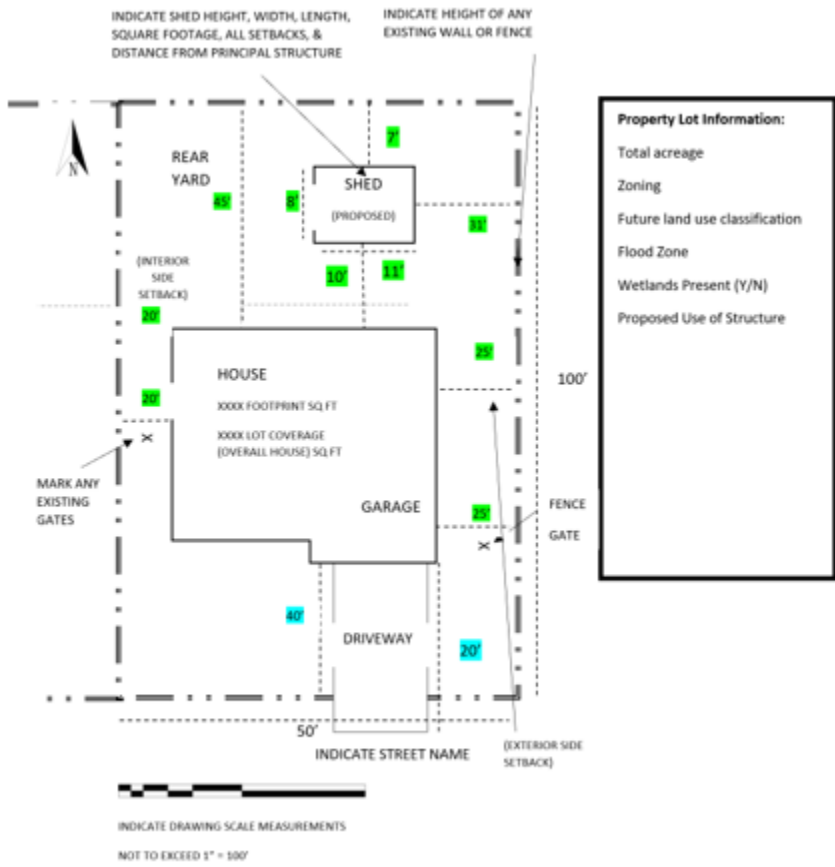 INDICATE SHED HEIGHT, WIDTH, LENGTH,
SQUARE FOOTAGE, ALL SETBACKS, &
DISTANCE FROM PRINCIPAL STRUCTURE
INDICATE HEIGHT OF ANY
EXISTING WALL OR FENCE
N
REAR
YARD
45'
7'
8'
SHED
(PROPOSED)
31'
10'
11'
(INTERIOR
SIDE
SETBACK)
20'
20'
X
MARK ANY
EXISTING
GATES
HOUSE
XXXX FOOTPRINT SQ FT
XXXX LOT COVERAGE
(OVERALL HOUSE) SQ FT
GARAGE
25'
100'
25'
X
FENCE
GATE
40'
DRIVEWAY
20'
50'
INDICATE STREET NAME
(EXTERIOR SIDE
SETBACK)
INDICATE DRAWING SCALE MEASUREMENTS
NOT TO EXCEED 1" = 100'
Property Lot Information:
Total acreage
Zoning
Future land use classification
Flood Zone
Wetlands Present (Y/N)
Proposed Use of Structure